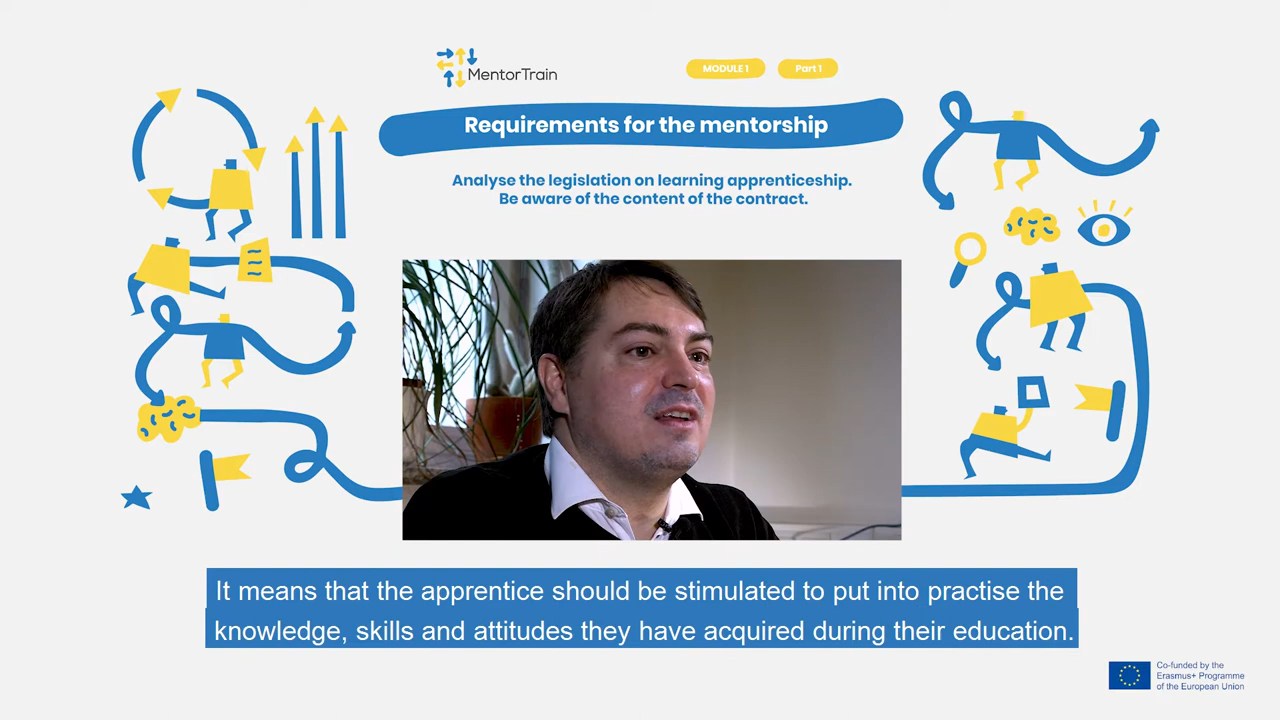 MentorTrain
MODULE 1
Part 1
Requirements for the mentorship
Analyse the legislation on learning apprenticeship.
Be aware of the content of the contract.
It means that the apprentice should be stimulated to put into practise the
knowledge, skills and attitudes they have acquired during their education.
Co-funded by the
Erasmus+ Programme
of the European Union